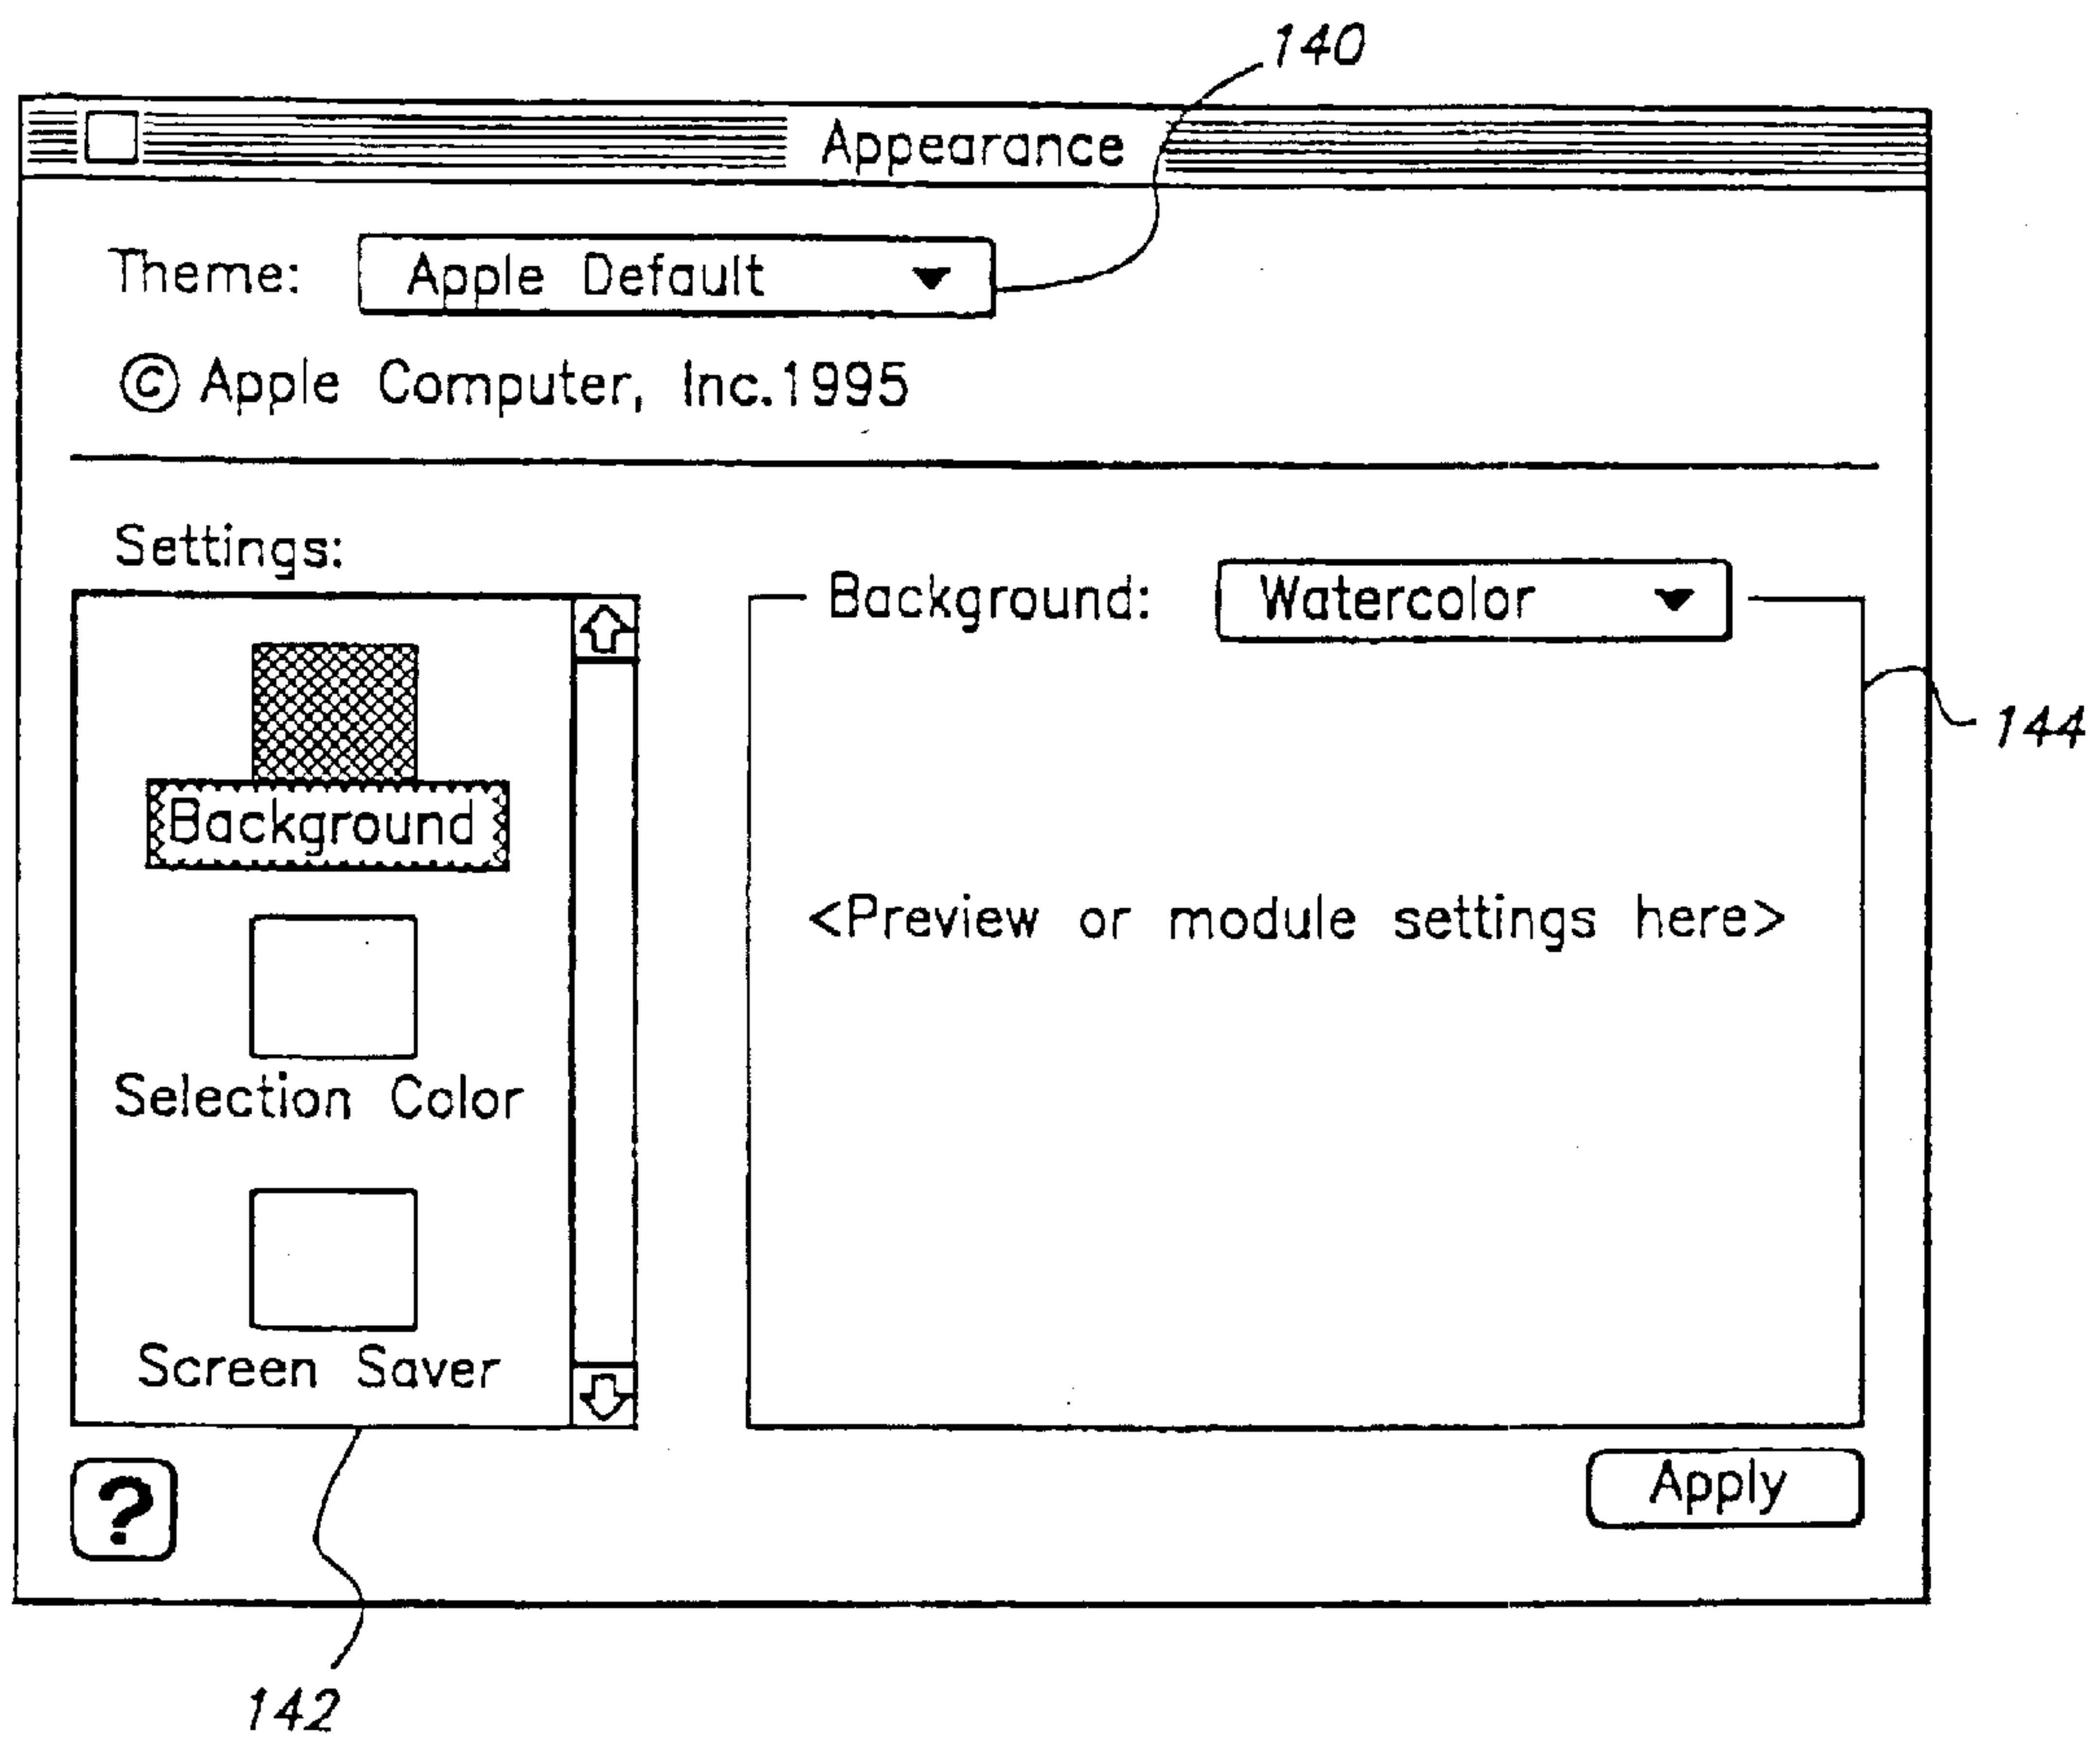 140
Appearance
Theme: Apple Default
© Apple Computer, Inc.1995
Settings:
Background: Watercolor
144
Background
<Preview or module settings here>
Selection Color
Screen Saver
?
Apply
142